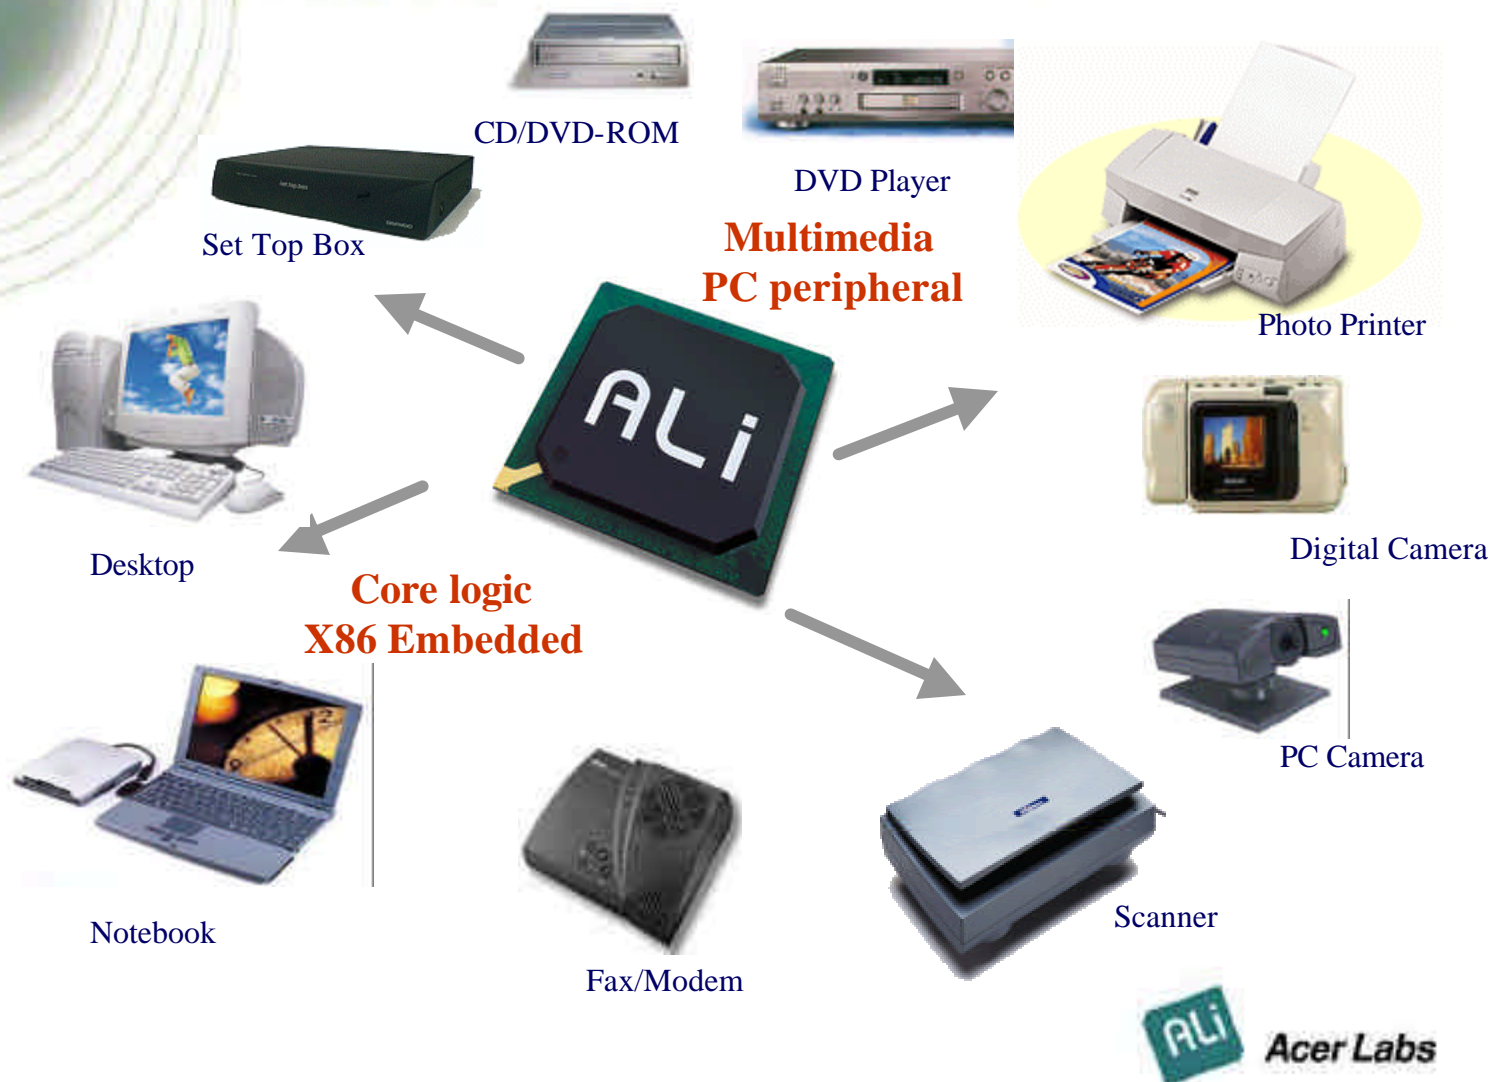 CD/DVD-ROM
DVD Player
Set Top Box
Multimedia
PC peripheral
Photo Printer
ALi
Digital Camera
Desktop
Core logic
X86 Embedded
PC Camera
Notebook
Scanner
Fax/Modem
ALi
Acer Labs